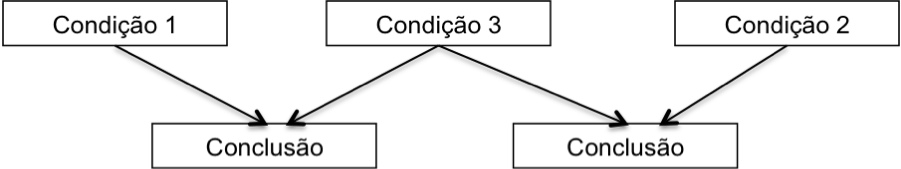 Condição 1
Condição 3
Condição 2
Conclusão
Conclusão